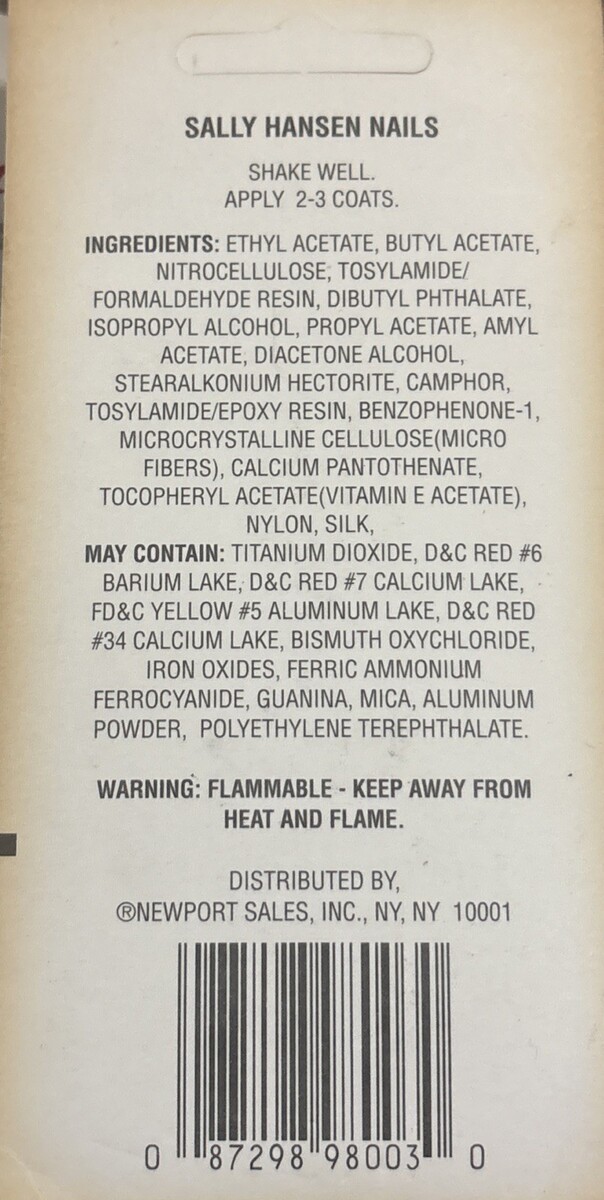 SALLY HANSEN NAILS
SHAKE WELL.
APPLY 2-3 COATS.
INGREDIENTS: ETHYL ACETATE, BUTYL ACETATE,
NITROCELLULOSE, TOSYLAMIDE/
FORMALDEHYDE RESIN, DIBUTYL PHTHALATE,
ISOPROPYL ALCOHOL, PROPYL ACETATE, AMYL
ACETATE, DIACETONE ALCOHOL,
STEARALKONIUM HECTORITE, CAMPHOR,
TOSYLAMIDE/EPOXY RESIN, BENZOPHENONE-1,
MICROCRYSTALLINE CELLULOSE(MICRO
FIBERS), CALCIUM PANTOTHENATE,
TOCOPHERYL ACETATE(VITAMIN E ACETATE),
NYLON, SILK,
MAY CONTAIN: TITANIUM DIOXIDE, D&C RED #6
BARIUM LAKE, D&C RED #7 CALCIUM LAKE,
FD&C YELLOW #5 ALUMINUM LAKE, D&C RED
#34 CALCIUM LAKE, BISMUTH OXYCHLORIDE,
IRON OXIDES, FERRIC AMMONIUM
FERROCYANIDE, GUANINA, MICA, ALUMINUM
POWDER, POLYETHYLENE TEREPHTHALATE.
WARNING: FLAMMABLE - KEEP AWAY FROM
HEAT AND FLAME.
DISTRIBUTED BY,
®NEWPORT SALES, INC., NY, NY 10001
0 87298 98003 0